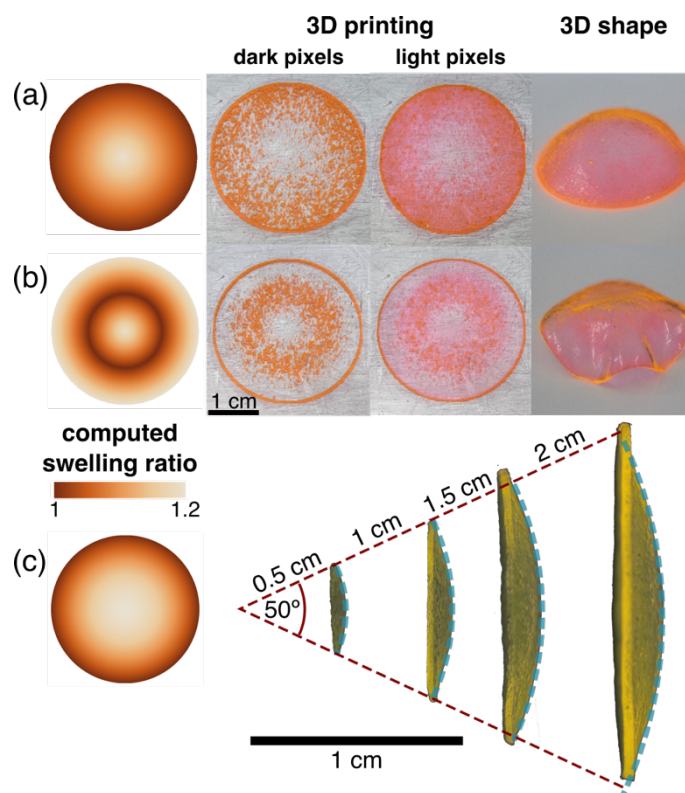 3D printing
3D shape
dark pixels
light pixels
(a)
(b)
1 cm
computed
swelling ratio
1
1.2
(c)
0.5 cm
1 cm
1.5 cm
2 cm
50º
1 cm